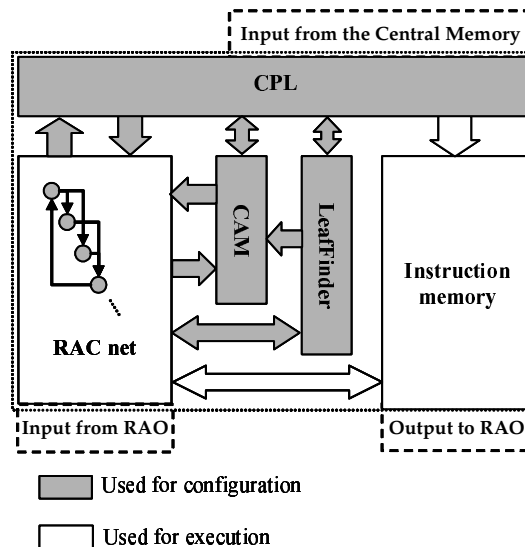 Input from the Central Memory
CPL
CAM
LeafFinder
Instruction
memory
RAC net
Input from RAO
Output to RAO
Used for configuration
Used for execution